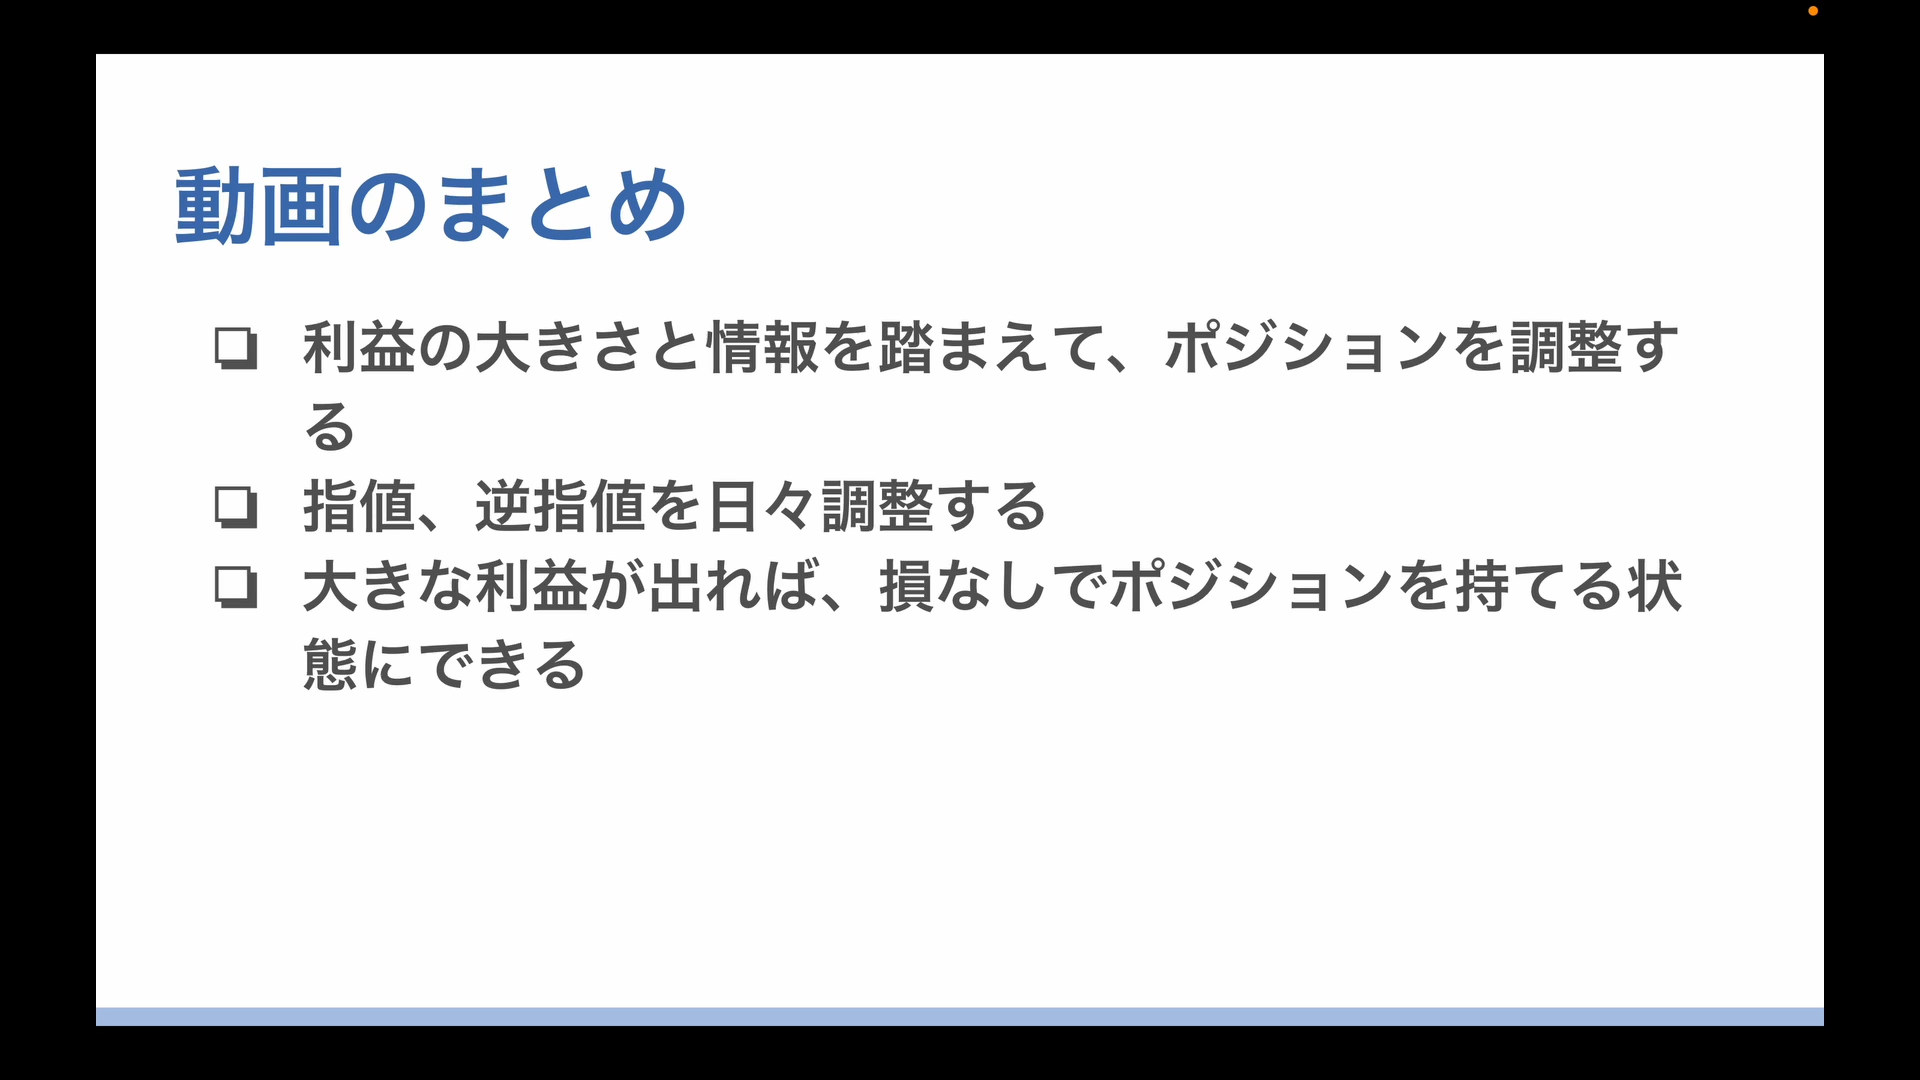 動画のまとめ
❏ 利益の大きさと情報を踏まえて、ポジションを調整す
る
❏ 指値、逆指値を日々調整する
❏ 大きな利益が出れば、損なしでポジションを持てる状
態にできる